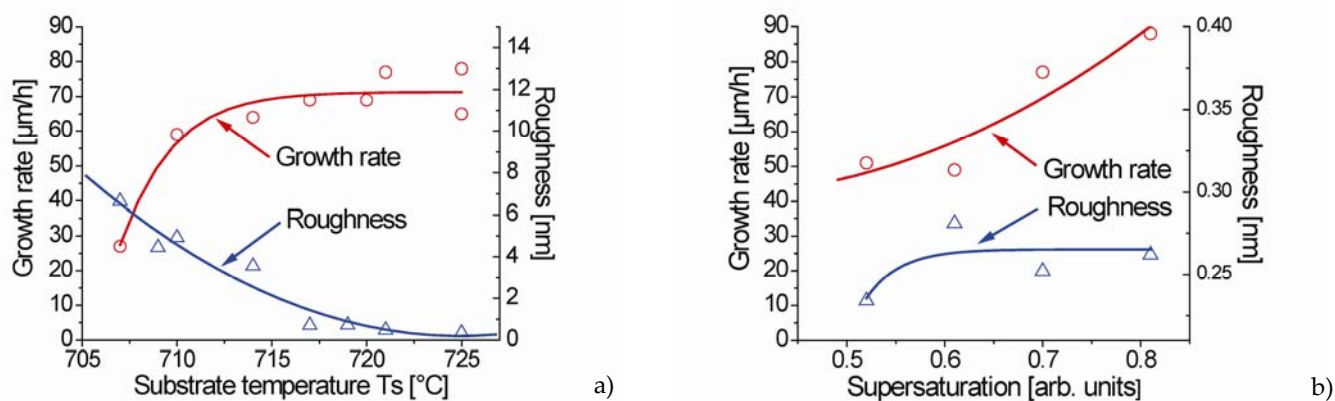 90
80
70
60
50
40
30
20
10
0
Growth rate [µm/h]
705 710 715 720 725
Substrate temperature Ts [°C]
14
12
10
8
6
4
2
0
Roughness [nm]
Growth rate
Roughness
a)
90
80
70
60
50
40
30
20
10
0
Growth rate [µm/h]
0.5 0.6 0.7 0.8
Supersaturation [arb. units]
0.40
0.35
0.30
0.25
Roughness [nm]
Growth rate
Roughness
b)